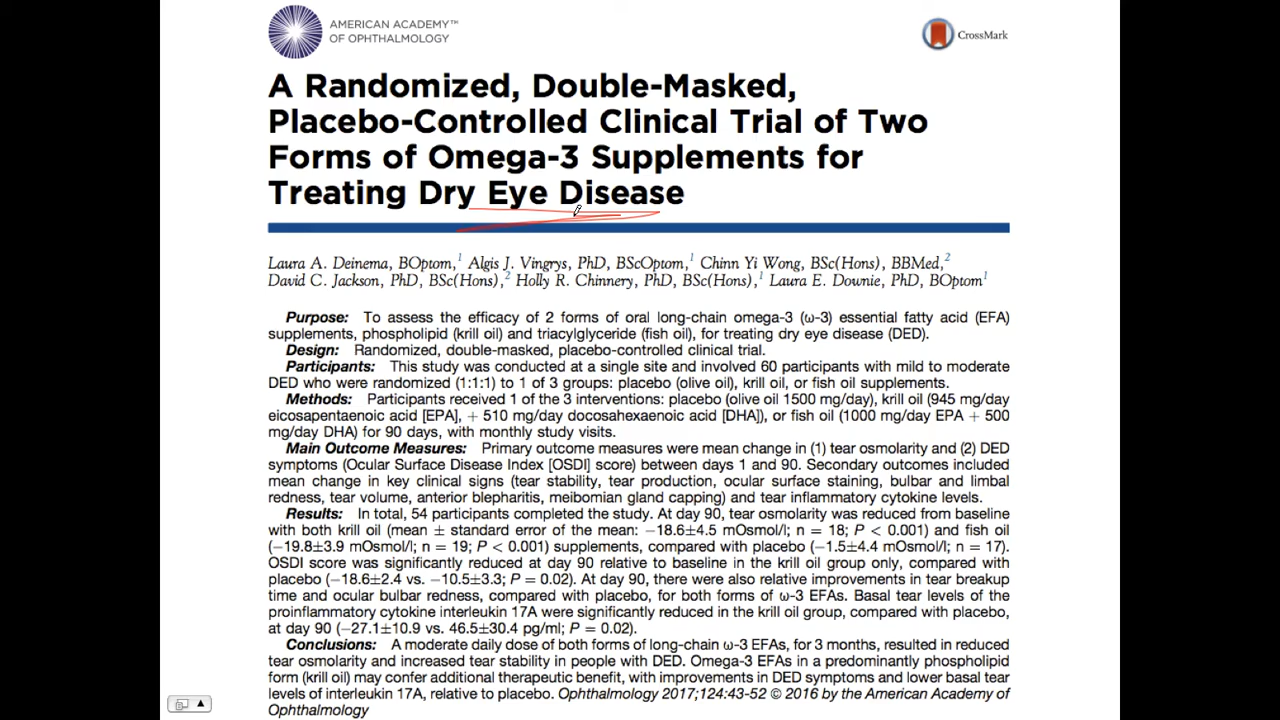 AMERICAN ACADEMY™
OF OPHTHALMOLOGY
CrossMark
A Randomized, Double-Masked,
Placebo-Controlled Clinical Trial of Two
Forms of Omega-3 Supplements for
Treating Dry Eye Disease
Laura A. Deinema, BOptom,1 Algis J. Vingrys, PhD, BScOptom,1 Chinn Yi Wong, BSc(Hons), BBMed,2
David C. Jackson, PhD, BSc(Hons),2 Holly R. Chinnery, PhD, BSc(Hons),1 Laura E. Downie, PhD, BOptom1
Purpose: To assess the efficacy of 2 forms of oral long-chain omega-3 (ω-3) essential fatty acid (EFA)
supplements, phospholipid (krill oil) and triacylglyceride (fish oil), for treating dry eye disease (DED).
Design: Randomized, double-masked, placebo-controlled clinical trial.
Participants: This study was conducted at a single site and involved 60 participants with mild to moderate
DED who were randomized (1:1:1) to 1 of 3 groups: placebo (olive oil), krill oil, or fish oil supplements.
Methods: Participants received 1 of the 3 interventions: placebo (olive oil 1500 mg/day), krill oil (945 mg/day
eicosapentaenoic acid [EPA], + 510 mg/day docosahexaenoic acid [DHA]), or fish oil (1000 mg/day EPA + 500
mg/day DHA) for 90 days, with monthly study visits.
Main Outcome Measures: Primary outcome measures were mean change in (1) tear osmolarity and (2) DED
symptoms (Ocular Surface Disease Index [OSDI] score) between days 1 and 90. Secondary outcomes included
mean change in key clinical signs (tear stability, tear production, ocular surface staining, bulbar and limbal
redness, tear volume, anterior blepharitis, meibomian gland capping) and tear inflammatory cytokine levels.
Results: In total, 54 participants completed the study. At day 90, tear osmolarity was reduced from baseline
with both krill oil (mean ± standard error of the mean: −18.6±4.5 mOsmol/l; n = 18; P < 0.001) and fish oil
(−19.8±3.9 mOsmol/l; n = 19; P < 0.001) supplements, compared with placebo (−1.5±4.4 mOsmol/l; n = 17).
OSDI score was significantly reduced at day 90 relative to baseline in the krill oil group only, compared with
placebo (−18.6±2.4 vs. −10.5±3.3; P = 0.02). At day 90, there were also relative improvements in tear breakup
time and ocular bulbar redness, compared with placebo, for both forms of ω-3 EFAs. Basal tear levels of the
proinflammatory cytokine interleukin 17A were significantly reduced in the krill oil group, compared with placebo,
at day 90 (−27.1±10.9 vs. 46.5±30.4 pg/ml; P = 0.02).
Conclusions: A moderate daily dose of both forms of long-chain ω-3 EFAs, for 3 months, resulted in reduced
tear osmolarity and increased tear stability in people with DED. Omega-3 EFAs in a predominantly phospholipid
form (krill oil) may confer additional therapeutic benefit, with improvements in DED symptoms and lower basal tear
levels of interleukin 17A, relative to placebo. Ophthalmology 2017;124:43-52 © 2016 by the American Academy of
Ophthalmology